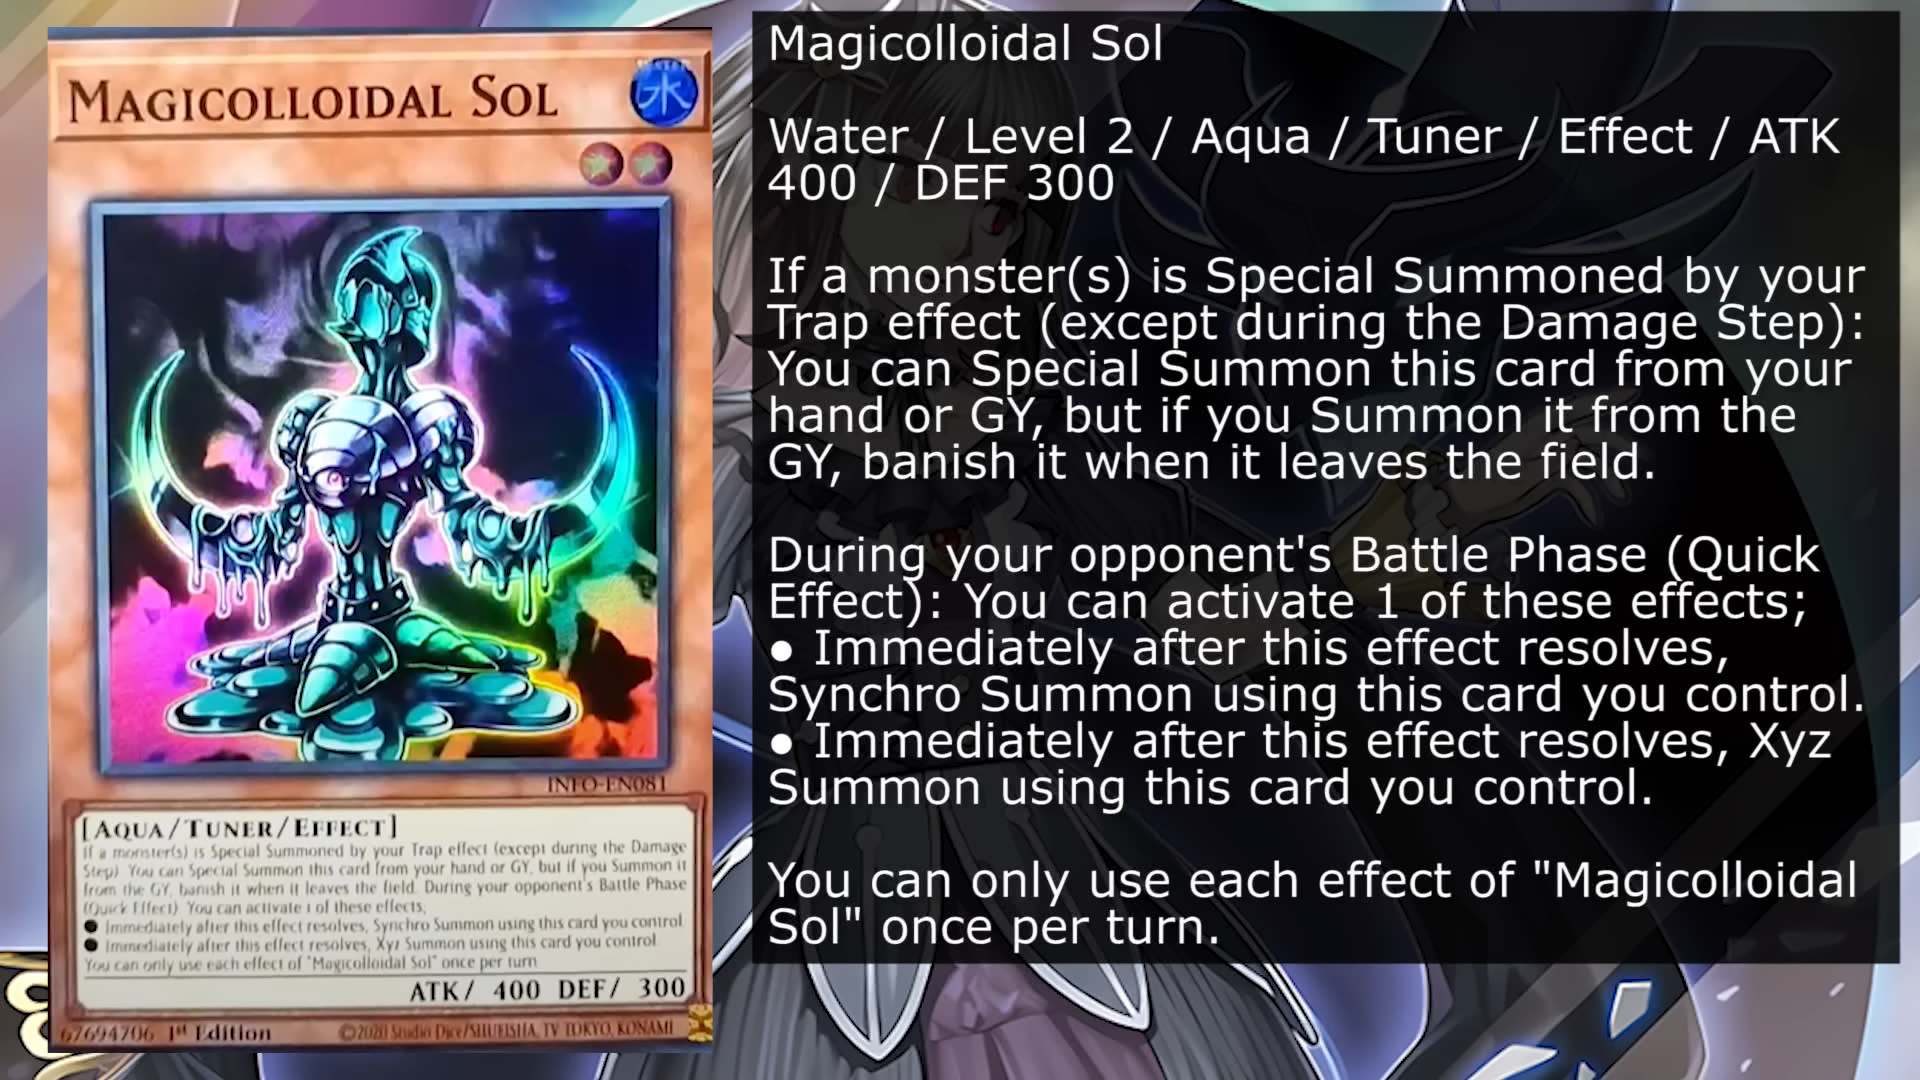 MAGICOLLOIDAL SOL
WATER
水
INFO-EN081
[AQUA/TUNER/EFFECT]
If a monster(s) is Special Summoned by your Trap effect (except during the Damage
Step) You can Special Summon this card from your hand or GY, but if you Summon it
from the GY, banish it when it leaves the field. During your opponent's Battle Phase
(Quick Effect) You can activate 1 of these effects;
● Immediately after this effect resolves, Synchro Summon using this card you control.
● Immediately after this effect resolves, Xyz Summon using this card you control.
You can only use each effect of "Magicolloidal Sol" once per turn
ATK/ 400 DEF/ 300
67694706 1st Edition
©2020 Studio Dice/SHUEISHA, TV TOKYO, KONAMI
Magicolloidal Sol
Water / Level 2 / Aqua / Tuner / Effect / ATK
400 / DEF 300
If a monster(s) is Special Summoned by your
Trap effect (except during the Damage Step):
You can Special Summon this card from your
hand or GY, but if you Summon it from the
GY, banish it when it leaves the field.
During your opponent's Battle Phase (Quick
Effect): You can activate 1 of these effects;
● Immediately after this effect resolves,
Synchro Summon using this card you control.
● Immediately after this effect resolves, Xyz
Summon using this card you control.
You can only use each effect of "Magicolloidal
Sol" once per turn.